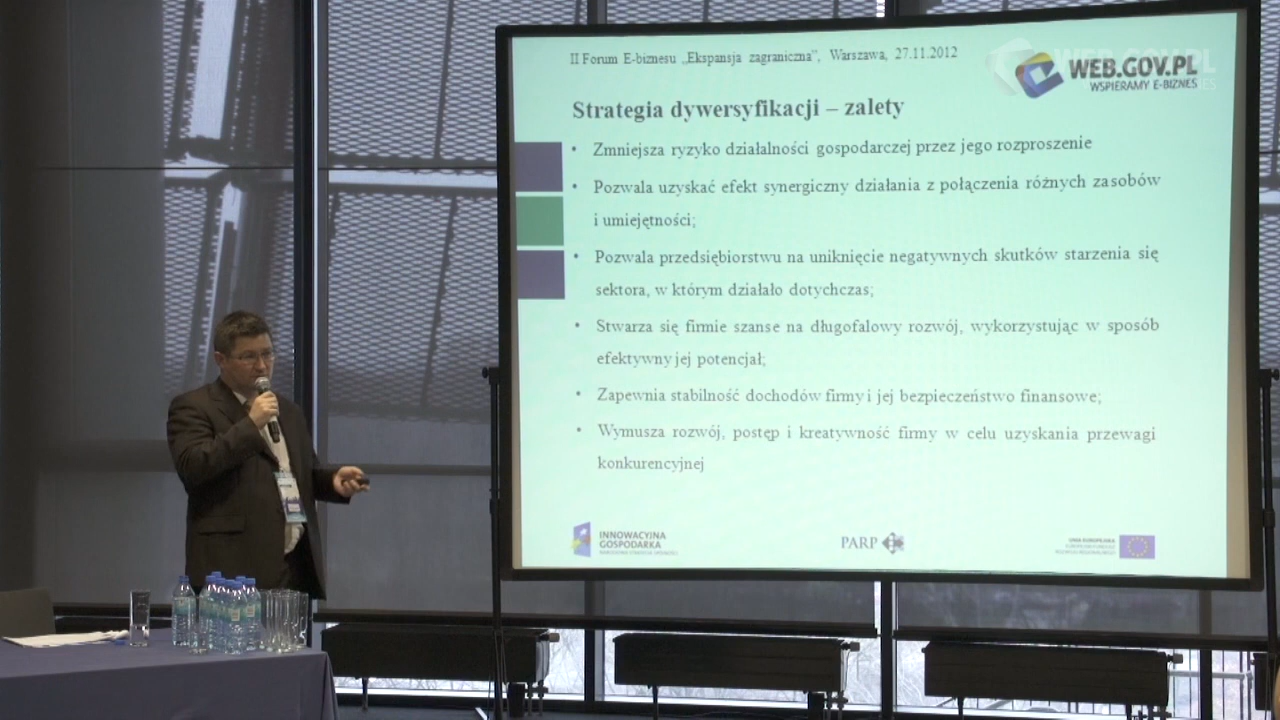 II Forum E-biznesu „Ekspansja zagraniczna”, Warszawa, 27.11.2012
WEB.GOV.PL
WSPIERAMY E-BIZNES
Strategia dywersyfikacji – zalety
• Zmniejsza ryzyko działalności gospodarczej przez jego rozproszenie
• Pozwala uzyskać efekt synergiczny działania z połączenia różnych zasobów
i umiejętności;
• Pozwala przedsiębiorstwu na uniknięcie negatywnych skutków starzenia się
sektora, w którym działało dotychczas;
• Stwarza się firmie szanse na długofalowy rozwój, wykorzystując w sposób
efektywny jej potencjał;
• Zapewnia stabilność dochodów firmy i jej bezpieczeństwo finansowe;
• Wymusza rozwój, postęp i kreatywność firmy w celu uzyskania przewagi
konkurencyjnej
INNOWACYJNA
GOSPODARKA
PARP
UNIA EUROPEJSKA